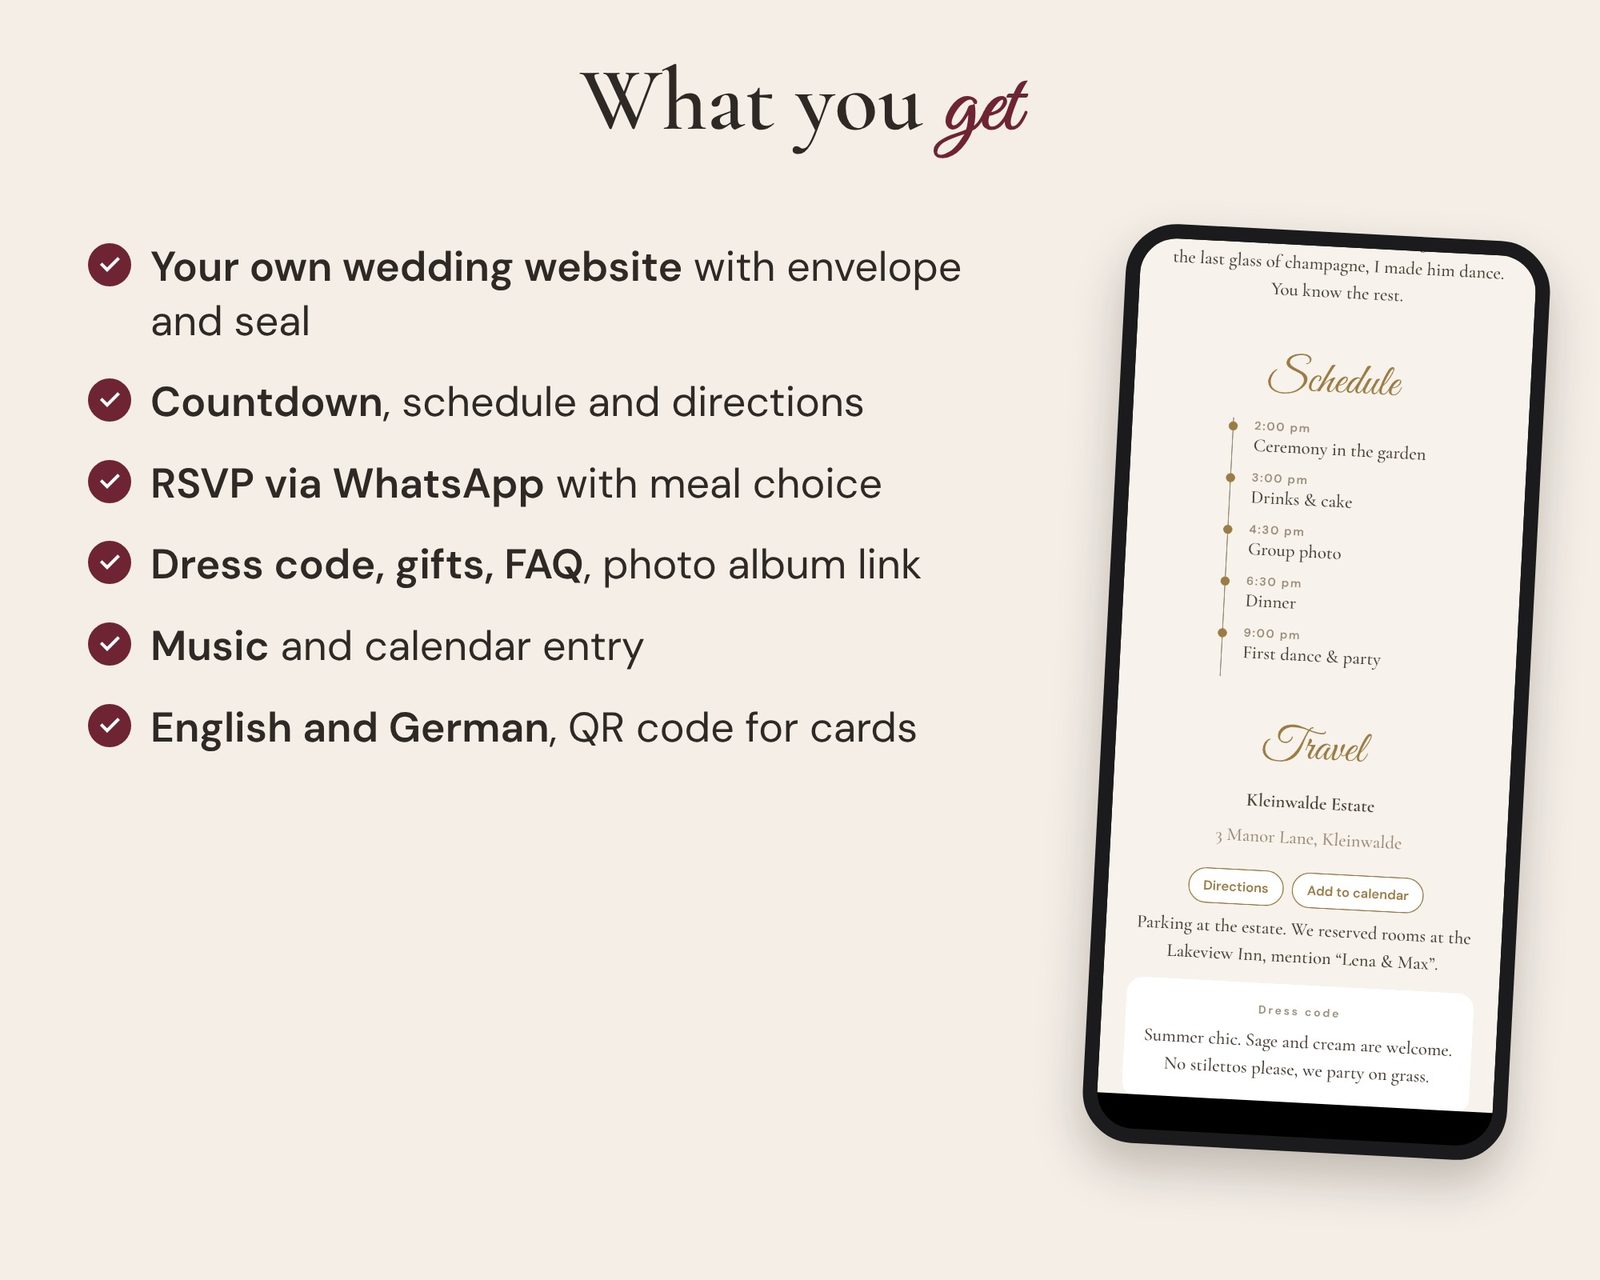 What you get
Your own wedding website with envelope
and seal
Countdown, schedule and directions
RSVP via WhatsApp with meal choice
Dress code, gifts, FAQ, photo album link
Music and calendar entry
English and German, QR code for cards
the last glass of champagne, I made him dance.
You know the rest.
Schedule
2:00 pm
Ceremony in the garden
3:00 pm
Drinks & cake
4:30 pm
Group photo
6:30 pm
Dinner
9:00 pm
First dance & party
Travel
Kleinwalde Estate
3 Manor Lane, Kleinwalde
Directions Add to calendar
Parking at the estate. We reserved rooms at the
Lakeview Inn, mention “Lena & Max”.
Dress code
Summer chic. Sage and cream are welcome.
No stilettos please, we party on grass.